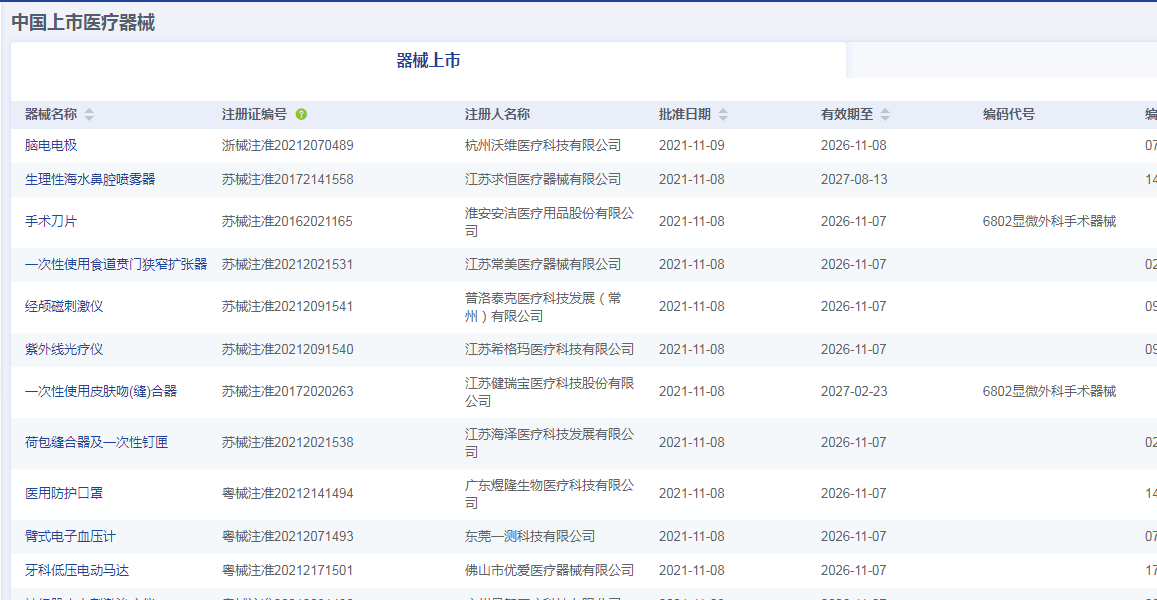 中国上市医疗器械
器械上市
器械名称 注册证编号 ? 注册人名称 批准日期 有效期至 编码代号 编
脑电电极 浙械注准20212070489 杭州沃维医疗科技有限公司 2021-11-09 2026-11-08 07
生理性海水鼻腔喷雾器 苏械注准20172141558 江苏求恒医疗器械有限公司 2021-11-08 2027-08-13 14
手术刀片 苏械注准20162021165 淮安安洁医疗用品股份有限公
司 2021-11-08 2026-11-07 6802显微外科手术器械
一次性使用食道贲门狭窄扩张器 苏械注准20212021531 江苏常美医疗器械有限公司 2021-11-08 2026-11-07 02
经颅磁刺激仪 苏械注准20212091541 普洛泰克医疗科技发展（常
州）有限公司 2021-11-08 2026-11-07 09
紫外线光疗仪 苏械注准20212091540 江苏希格玛医疗科技有限公司 2021-11-08 2026-11-07 09
一次性使用皮肤吻(缝)合器 苏械注准20172020263 江苏健瑞宝医疗科技股份有限
公司 2021-11-08 2027-02-23 6802显微外科手术器械
荷包缝合器及一次性钉匣 苏械注准20212021538 江苏海泽医疗科技发展有限公
司 2021-11-08 2026-11-07 02
医用防护口罩 粤械注准20212141494 广东煜隆生物医疗科技有限公
司 2021-11-08 2026-11-07 14
臂式电子血压计 粤械注准20212071493 东莞一测科技有限公司 2021-11-08 2026-11-07 07
牙科低压电动马达 粤械注准20212171501 佛山市优爱医疗器械有限公司 2021-11-08 2026-11-07 17